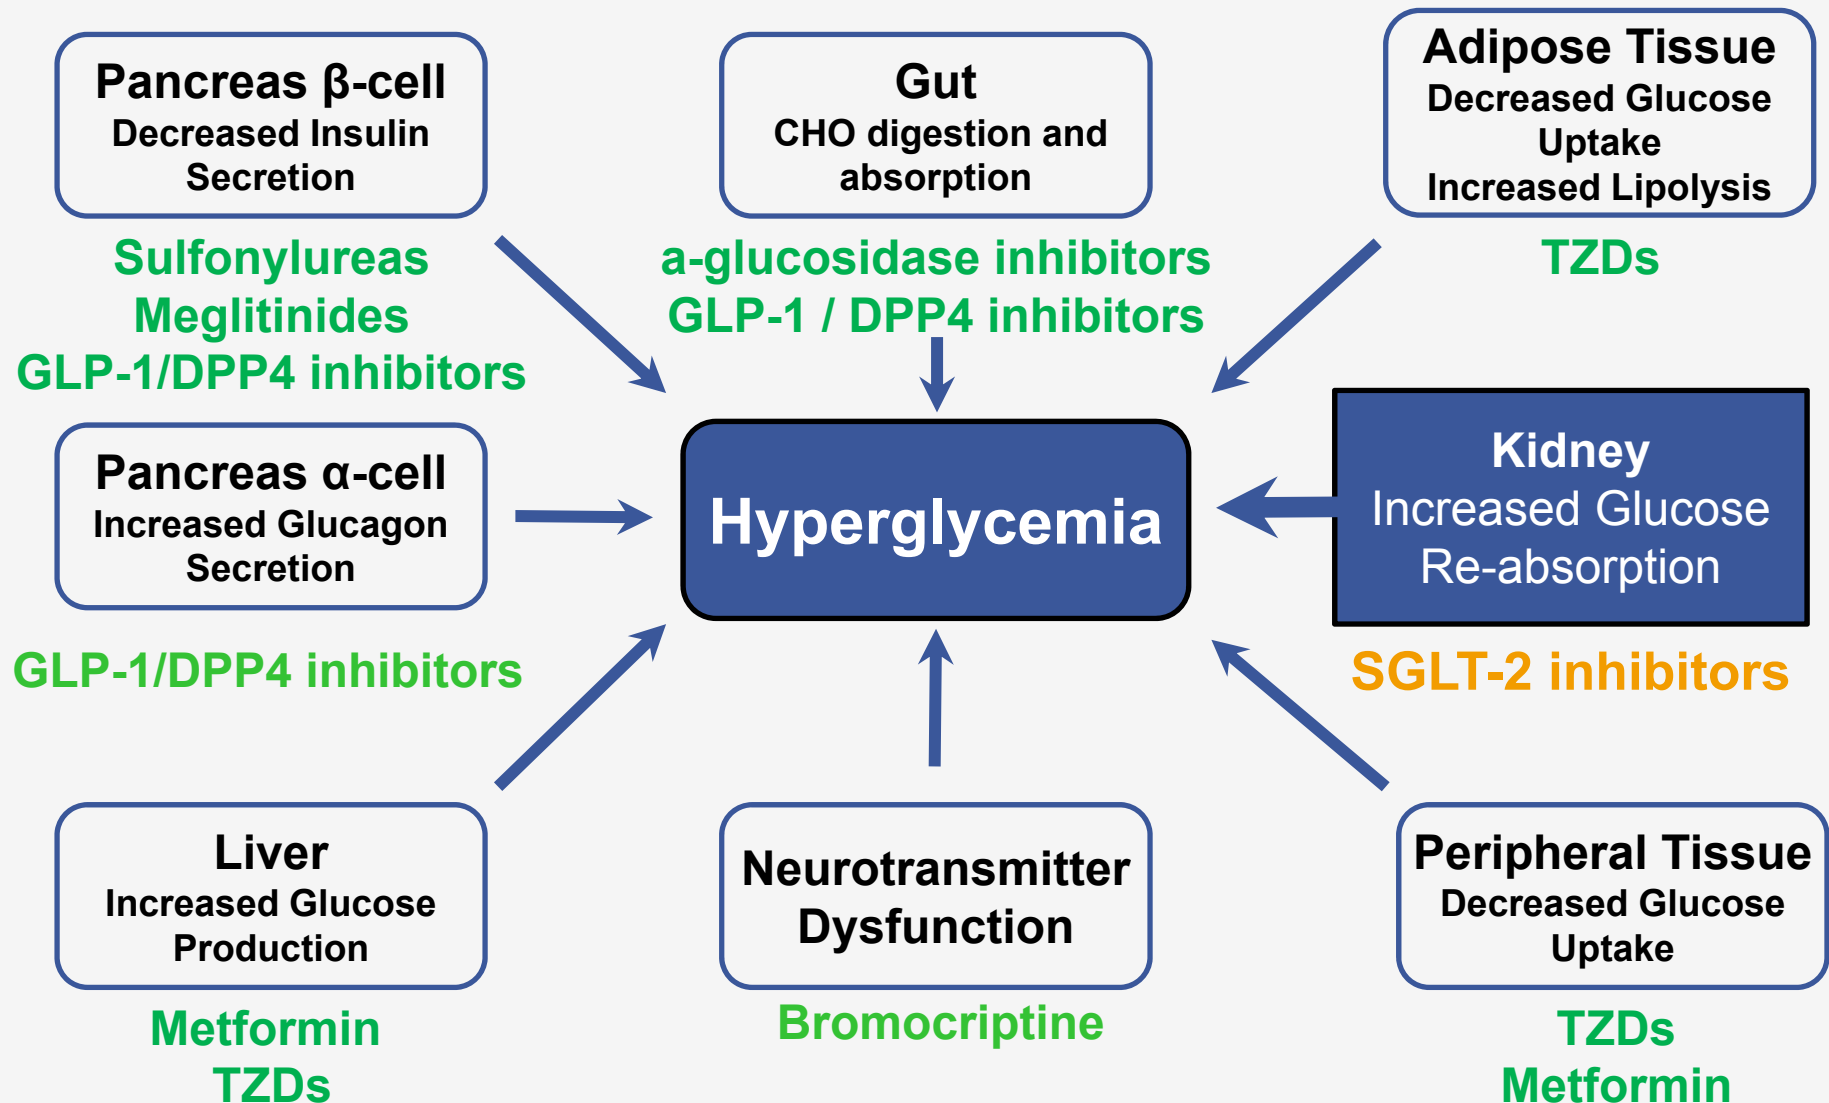 Pancreas β-cell
Decreased Insulin
Secretion
Sulfonylureas
Meglitinides
GLP-1/DPP4 inhibitors
Gut
CHO digestion and
absorption
a-glucosidase inhibitors
GLP-1 / DPP4 inhibitors
Adipose Tissue
Decreased Glucose
Uptake
Increased Lipolysis
TZDs
Pancreas α-cell
Increased Glucagon
Secretion
GLP-1/DPP4 inhibitors
Hyperglycemia
Kidney
Increased Glucose
Re-absorption
SGLT-2 inhibitors
Liver
Increased Glucose
Production
Metformin
TZDs
Neurotransmitter
Dysfunction
Bromocriptine
Peripheral Tissue
Decreased Glucose
Uptake
TZDs
Metformin